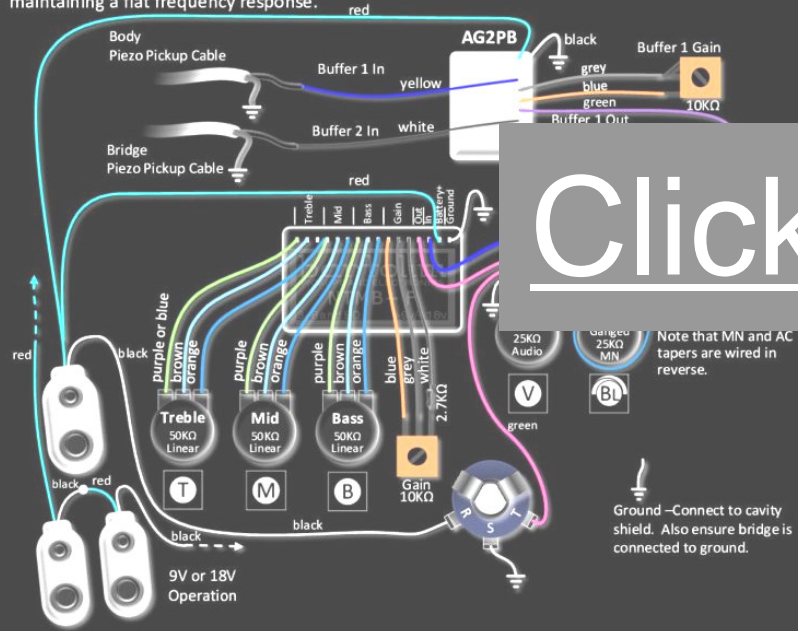 maintaining a flat frequency response.
red
Body
Piezo Pickup Cable
Buffer 1 In
yellow
AG2PB
black
Buffer 1 Gain
grey
blue
green
10KΩ
Buffer 1 Out
Buffer 2 In
white
Bridge
Piezo Pickup Cable
red
Treble
Mid
Bass
Gain
Out
In
Battery+
Ground
Click
red
black
purple or blue
brown
orange
purple
brown
orange
purple
brown
orange
blue
grey
white
2.7KΩ
Treble
50KΩ
Linear
Mid
50KΩ
Linear
Bass
50KΩ
Linear
25KΩ
Audio
Ganged
25KΩ
MN
Note that MN and AC
tapers are wired in
reverse.
T
M
B
Gain
10KΩ
V
BL
green
black
red
black
black
R
S
T
9V or 18V
Operation
Ground –Connect to cavity
shield. Also ensure bridge is
connected to ground.